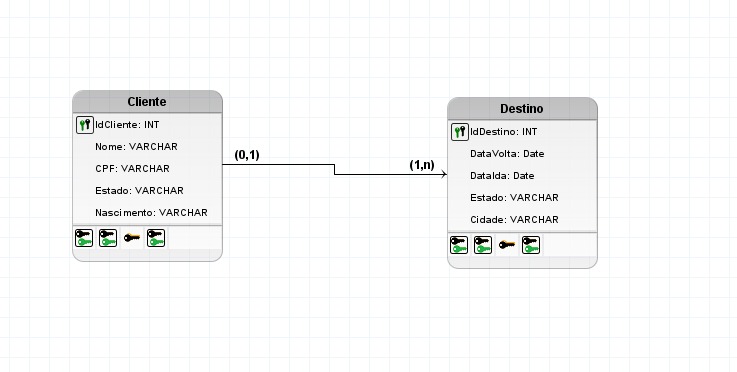 Cliente
IdCliente: INT
Nome: VARCHAR
CPF: VARCHAR
Estado: VARCHAR
Nascimento: VARCHAR
(0,1)
(1,n)
Destino
IdDestino: INT
DataVolta: Date
DataIda: Date
Estado: VARCHAR
Cidade: VARCHAR